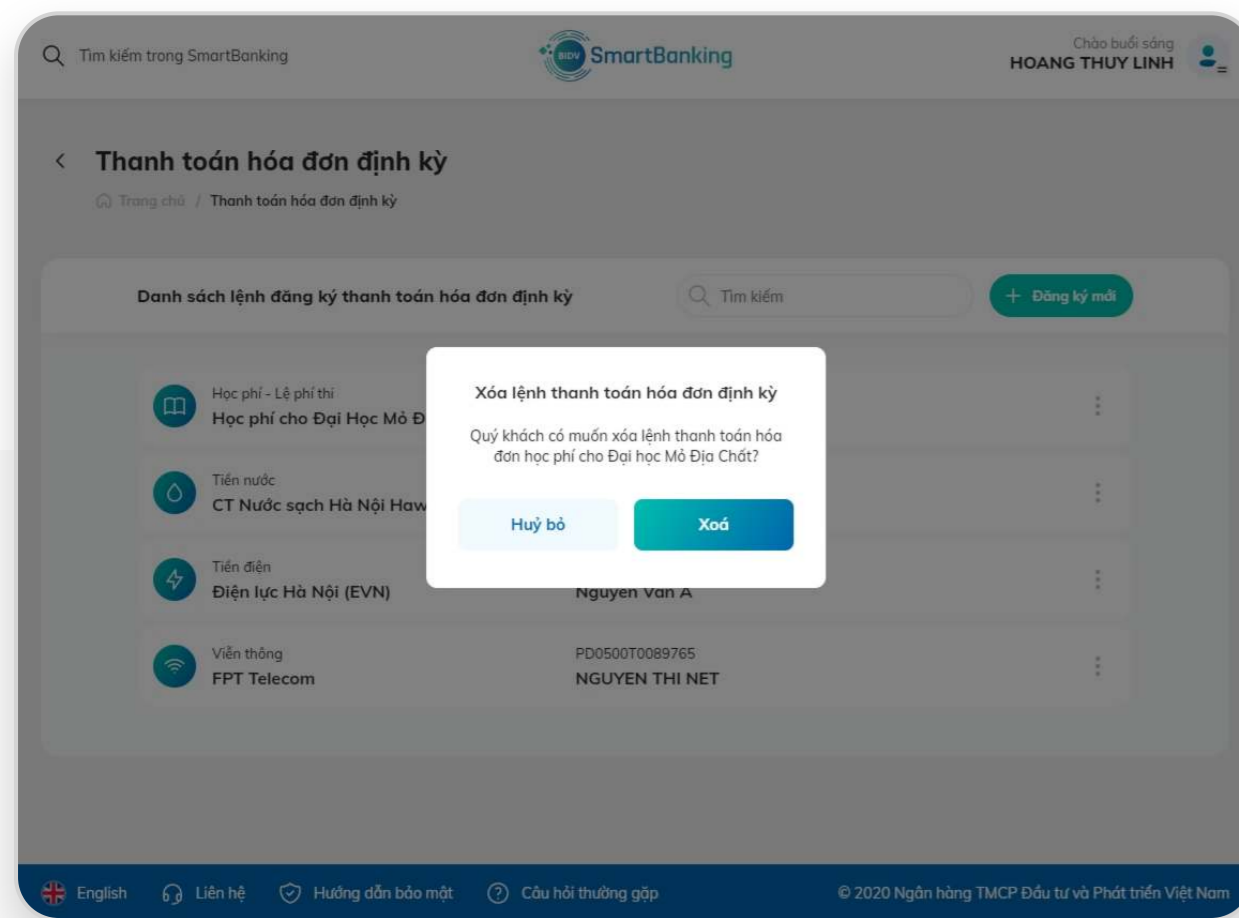 Tìm kiếm trong SmartBanking
BIDV SmartBanking
Chào buổi sáng
HOANG THUY LINH
Thanh toán hóa đơn định kỳ
Trang chủ / Thanh toán hóa đơn định kỳ
Danh sách lệnh đăng ký thanh toán hóa đơn định kỳ
Tìm kiếm
+ Đăng ký mới
Học phí - Lệ phí thi
Học phí cho Đại Học Mỏ Đ
Tiền nước
CT Nước sạch Hà Nội Haw
Tiền điện
Điện lực Hà Nội (EVN)
Nguyen Van A
Viễn thông
PD0500T0089765
FPT Telecom
NGUYEN THI NET
Xóa lệnh thanh toán hóa đơn định kỳ
Quý khách có muốn xóa lệnh thanh toán hóa
đơn học phí cho Đại học Mỏ Địa Chất?
Huỷ bỏ
Xoá
English
Liên hệ
Hướng dẫn bảo mật
Câu hỏi thường gặp
© 2020 Ngân hàng TMCP Đầu tư và Phát triển Việt Nam